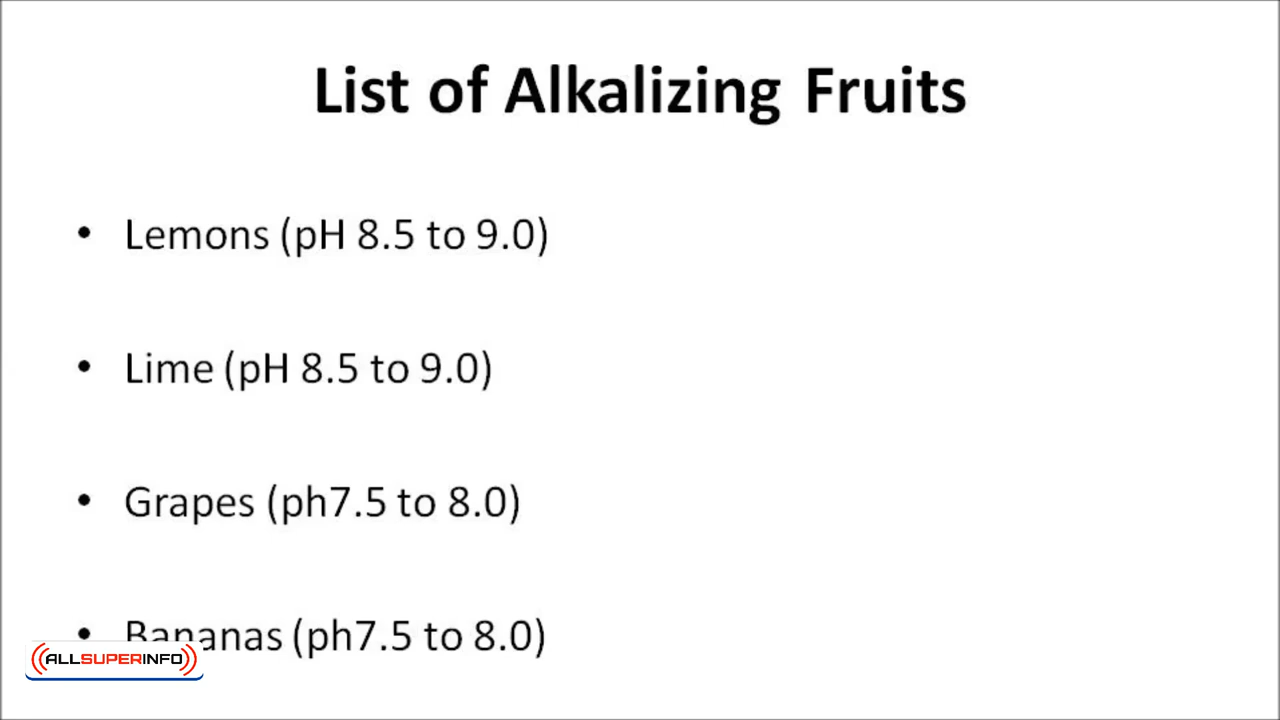 List of Alkalizing Fruits
• Lemons (pH 8.5 to 9.0)
• Lime (pH 8.5 to 9.0)
• Grapes (ph7.5 to 8.0)
• Bananas (ph7.5 to 8.0)
ALLSUPERINFO